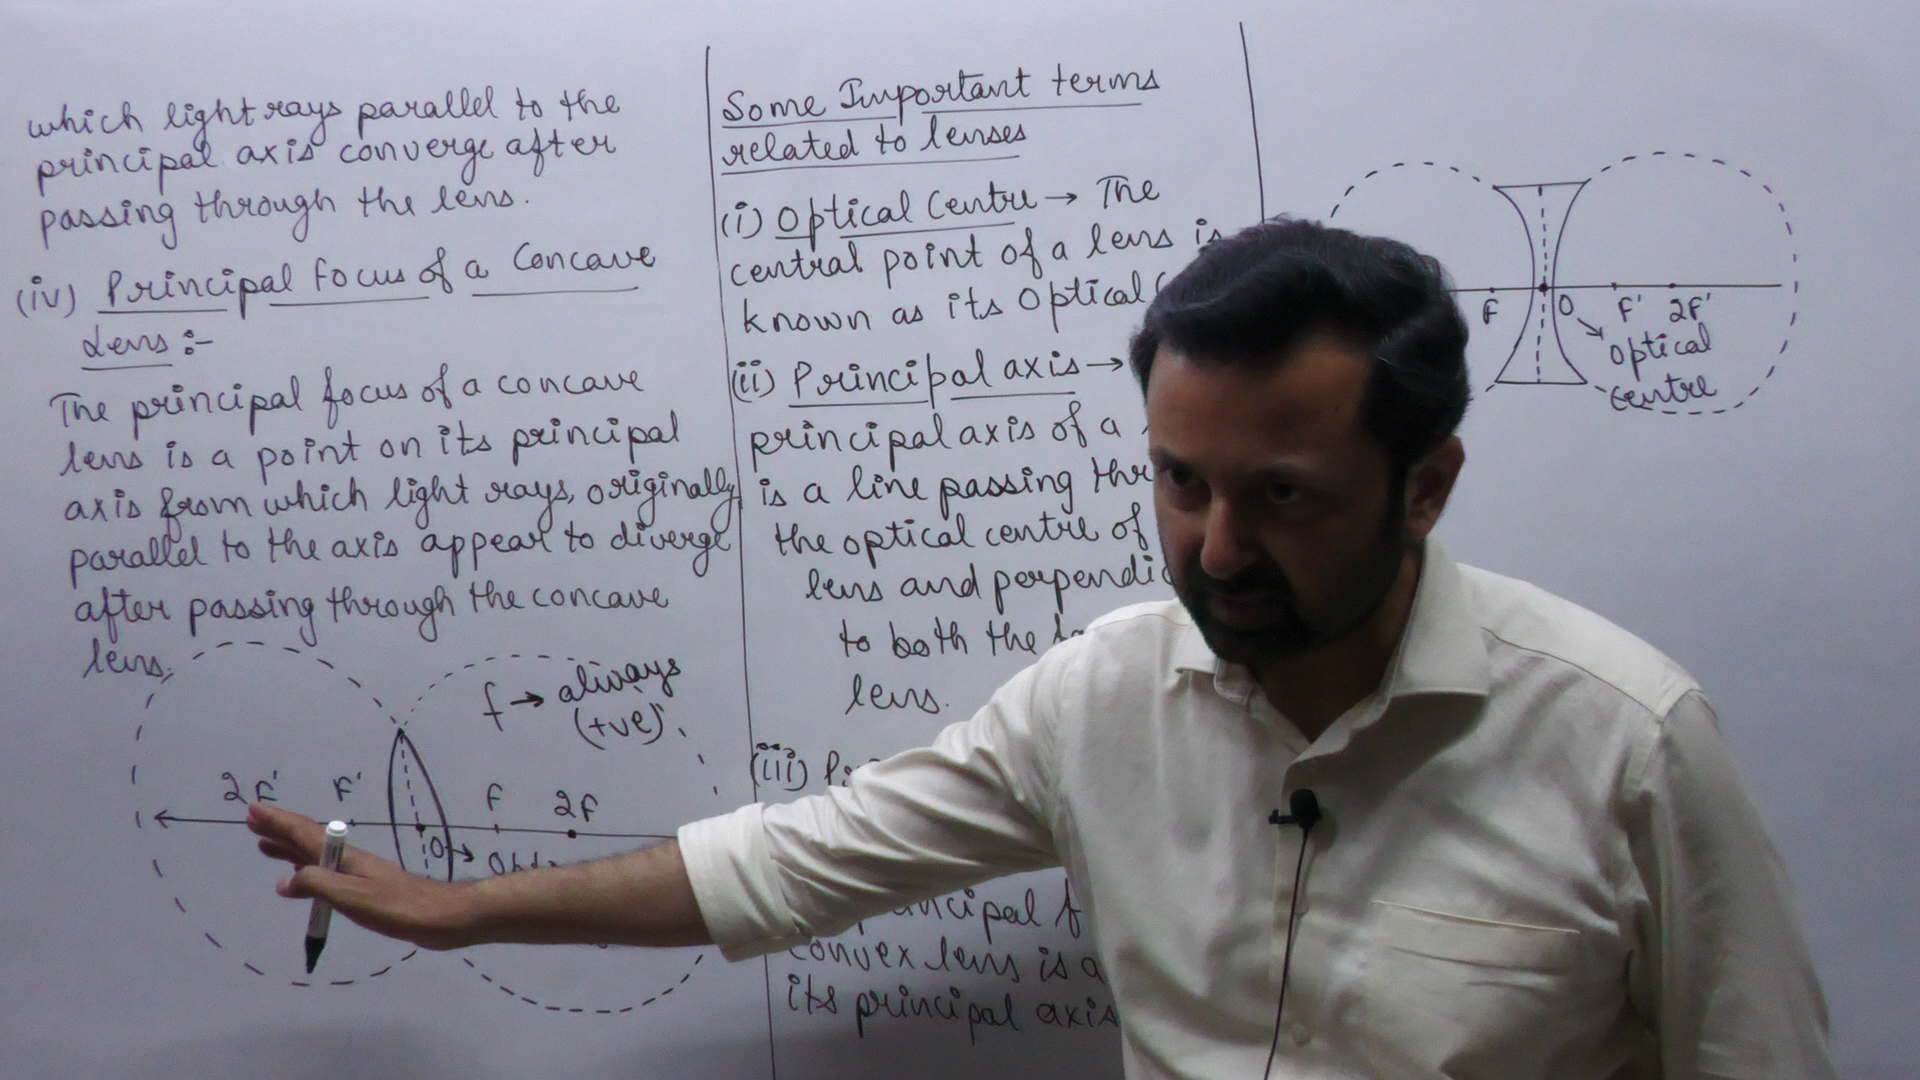 which light rays parallel to the
principal axis converge after
passing through the lens.
(iv) Principal focus of a Concave
Lens :-
The principal focus of a concave
lens is a point on its principal
axis from which light rays, originally
parallel to the axis appear to diverge
after passing through the concave
lens.
f → always
(+ve)
2F' F' F 2F
O →
Some Important terms
related to lenses
(i) Optical Centre → The
central point of a lens is
known as its Optical
(ii) Principal axis →
principal axis of a
is a line passing
the optical centre of
lens and
to both the
lens.
(iii)
convex lens is a
its principal axis
F O F' 2F'
Optical
centre